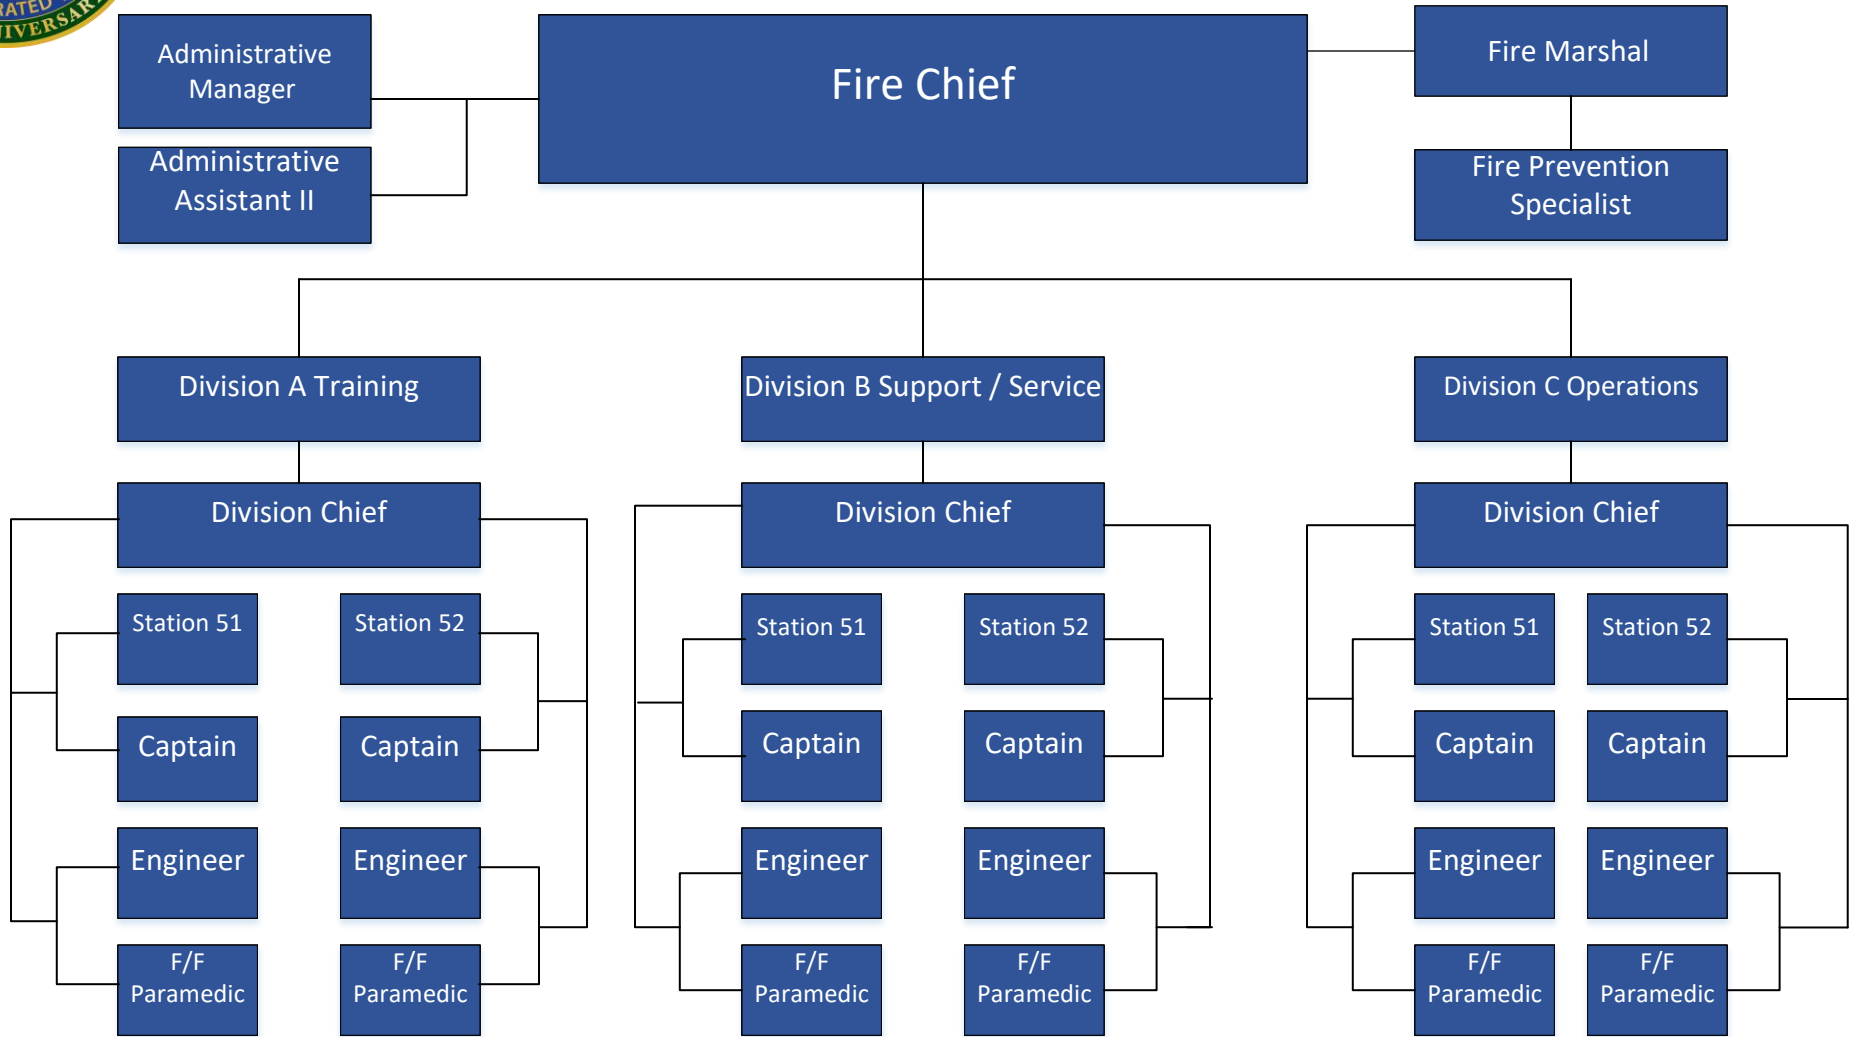 RATED
IVERSAR
Administrative
Manager
Fire Chief
Fire Marshal
Administrative
Assistant II
Fire Prevention
Specialist
Division A Training
Division B Support / Service
Division C Operations
Division Chief
Division Chief
Division Chief
Station 51
Station 52
Station 51
Station 52
Station 51
Station 52
Captain
Captain
Captain
Captain
Captain
Captain
Engineer
Engineer
Engineer
Engineer
Engineer
Engineer
F/F
Paramedic
F/F
Paramedic
F/F
Paramedic
F/F
Paramedic
F/F
Paramedic
F/F
Paramedic